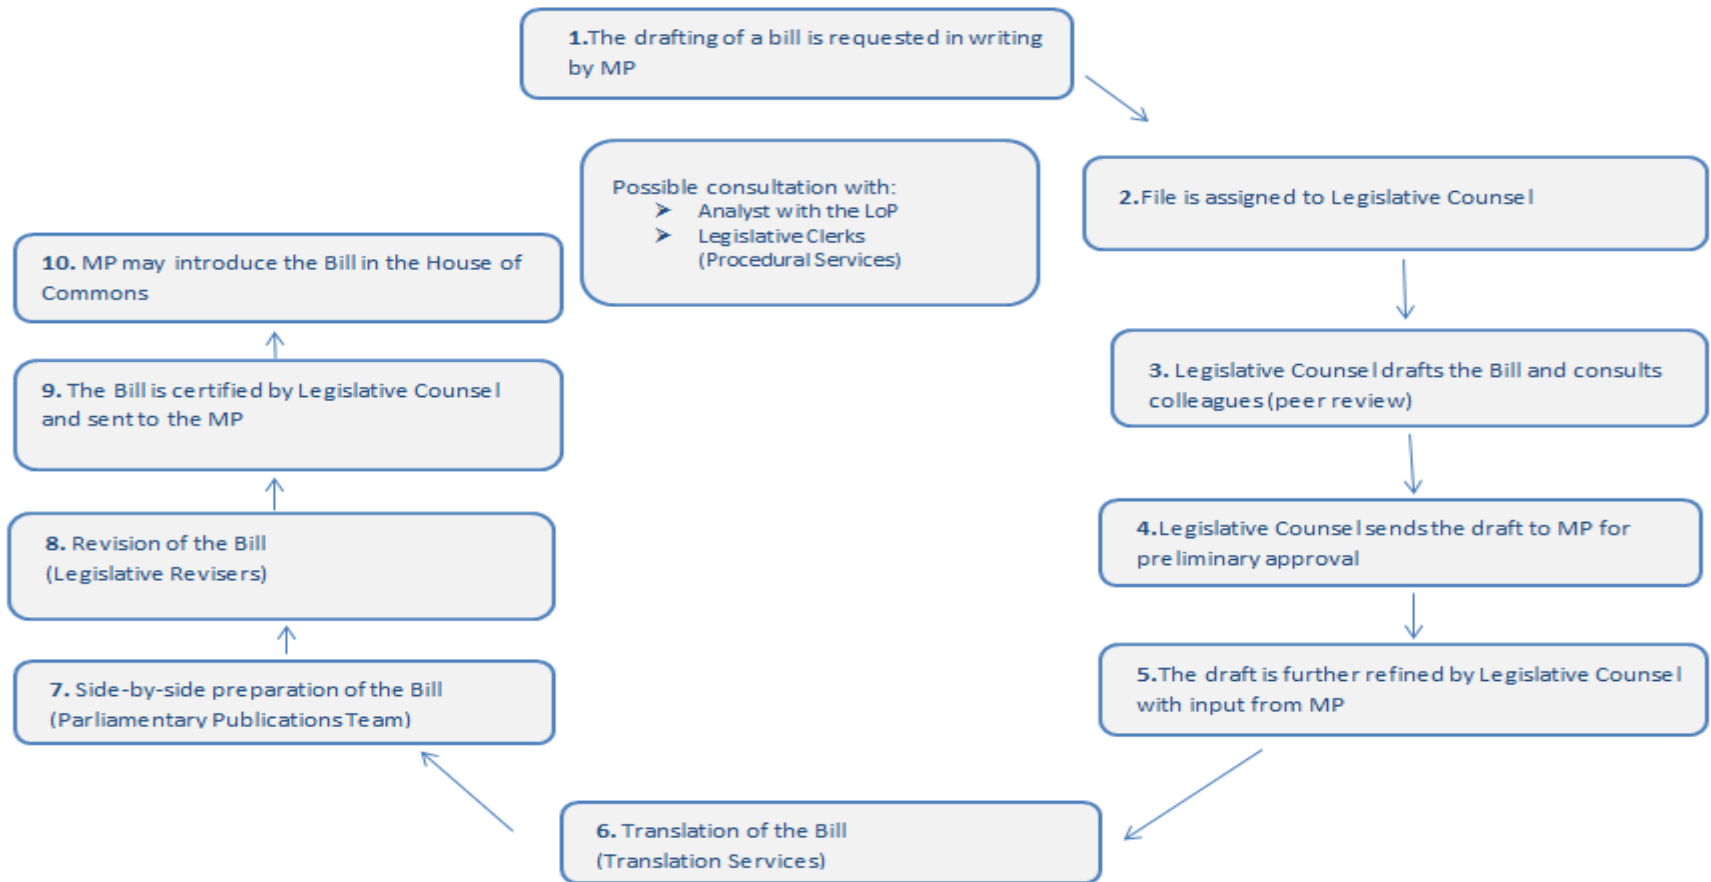 1.The drafting of a bill is requested in writing
by MP
Possible consultation with:
➤ Analyst with the LoP
➤ Legislative Clerks
(Procedural Services)
2.File is assigned to Legislative Counsel
3. Legislative Counsel drafts the Bill and consults
colleagues (peer review)
4.Legislative Counsel sends the draft to MP for
preliminary approval
5.The draft is further refined by Legislative Counsel
with input from MP
6. Translation of the Bill
(Translation Services)
7. Side-by-side preparation of the Bill
(Parliamentary Publications Team)
8. Revision of the Bill
(Legislative Revisers)
9. The Bill is certified by Legislative Counsel
and sent to the MP
10. MP may introduce the Bill in the House of
Commons